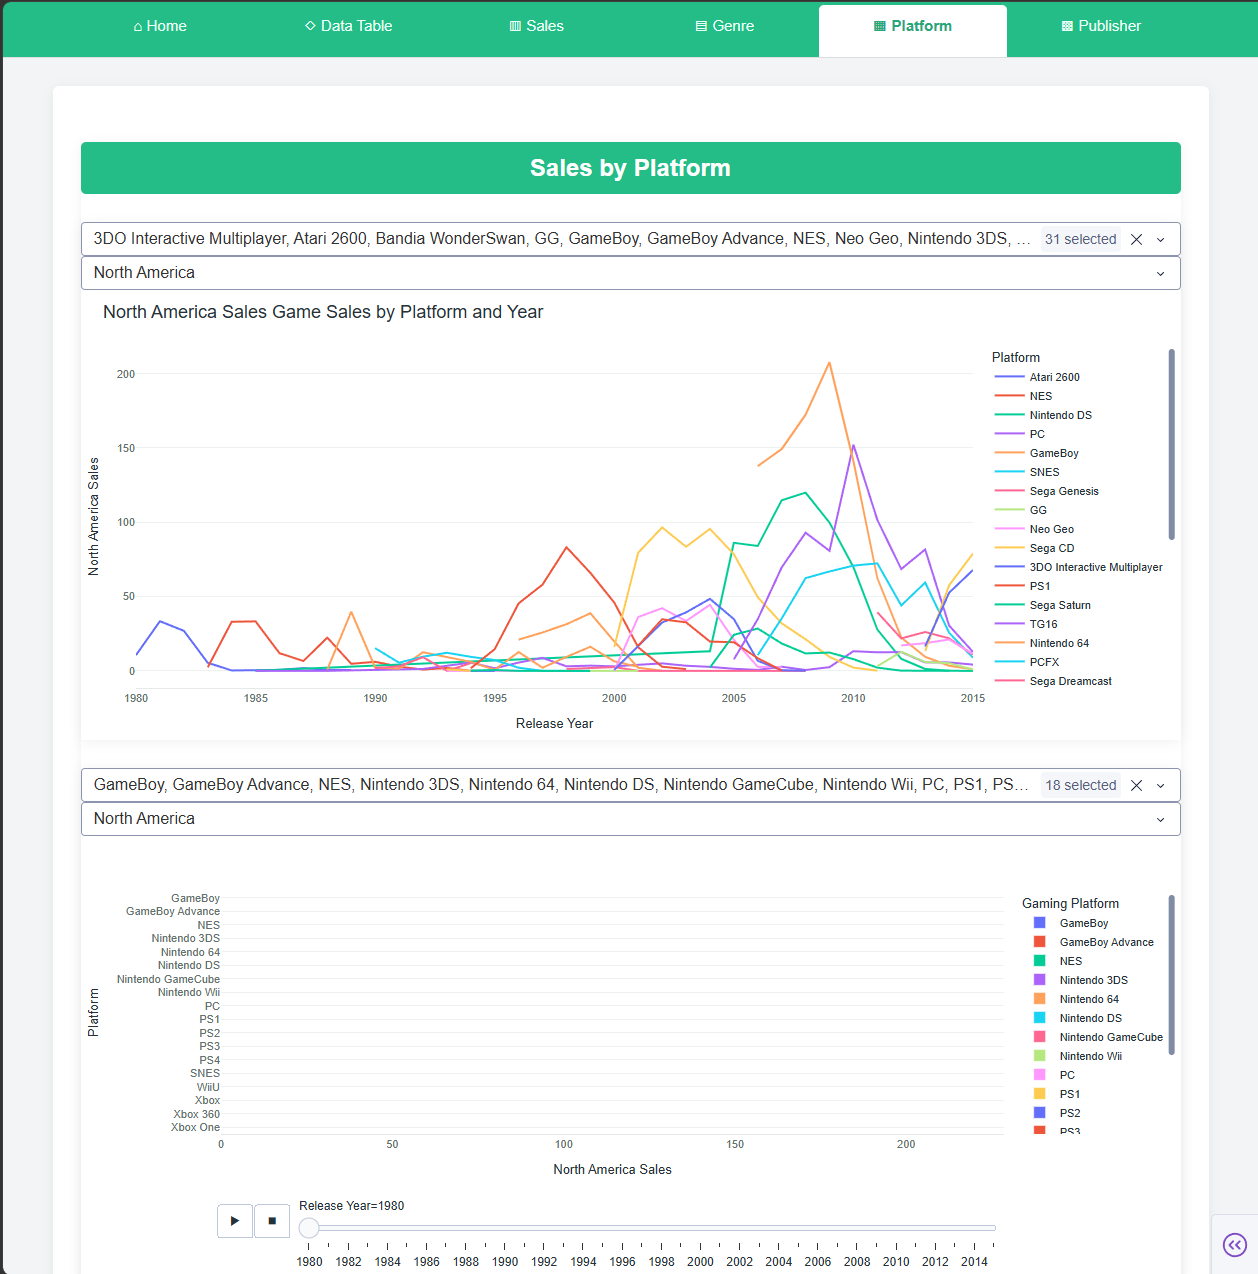 Home Data Table Sales Genre Platform Publisher
Sales by Platform
3DO Interactive Multiplayer, Atari 2600, Bandia WonderSwan, GG, GameBoy, GameBoy Advance, NES, Neo Geo, Nintendo 3DS, ... 31 selected
North America
North America Sales Game Sales by Platform and Year
200
150
100
50
0
North America Sales
1980 1985 1990 1995 2000 2005 2010 2015
Release Year
Platform
Atari 2600
NES
Nintendo DS
PC
GameBoy
SNES
Sega Genesis
GG
Neo Geo
Sega CD
3DO Interactive Multiplayer
PS1
Sega Saturn
TG16
Nintendo 64
PCFX
Sega Dreamcast
GameBoy, GameBoy Advance, NES, Nintendo 3DS, Nintendo 64, Nintendo DS, Nintendo GameCube, Nintendo Wii, PC, PS1, PS... 18 selected
North America
Platform
GameBoy
GameBoy Advance
NES
Nintendo 3DS
Nintendo 64
Nintendo DS
Nintendo GameCube
Nintendo Wii
PC
PS1
PS2
PS3
PS4
SNES
WiiU
Xbox
Xbox 360
Xbox One
0 50 100 150 200
North America Sales
Gaming Platform
GameBoy
GameBoy Advance
NES
Nintendo 3DS
Nintendo 64
Nintendo DS
Nintendo GameCube
Nintendo Wii
PC
PS1
PS2
PS3
Release Year=1980
1980 1982 1984 1986 1988 1990 1992 1994 1996 1998 2000 2002 2004 2006 2008 2010 2012 2014